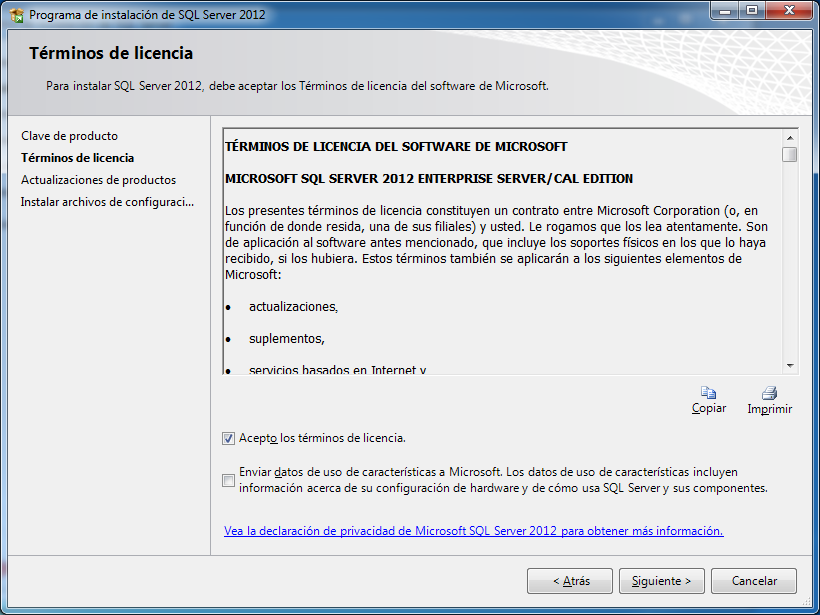 Programa de instalación de SQL Server 2012
Términos de licencia
Para instalar SQL Server 2012, debe aceptar los Términos de licencia del software de Microsoft.
Clave de producto
Términos de licencia
Actualizaciones de productos
Instalar archivos de configuraci...
TÉRMINOS DE LICENCIA DEL SOFTWARE DE MICROSOFT
MICROSOFT SQL SERVER 2012 ENTERPRISE SERVER/CAL EDITION
Los presentes términos de licencia constituyen un contrato entre Microsoft Corporation (o, en
función de donde resida, una de sus filiales) y usted. Le rogamos que los lea atentamente. Son
de aplicación al software antes mencionado, que incluye los soportes físicos en los que lo haya
recibido, si los hubiera. Estos términos también se aplicarán a los siguientes elementos de
Microsoft:
• actualizaciones,
• suplementos,
• servicios basados en Internet y
Copiar
Imprimir
Acepto los términos de licencia.
Enviar datos de uso de características a Microsoft. Los datos de uso de características incluyen
información acerca de su configuración de hardware y de cómo usa SQL Server y sus componentes.
Vea la declaración de privacidad de Microsoft SQL Server 2012 para obtener más información.
< Atrás
Siguiente >
Cancelar